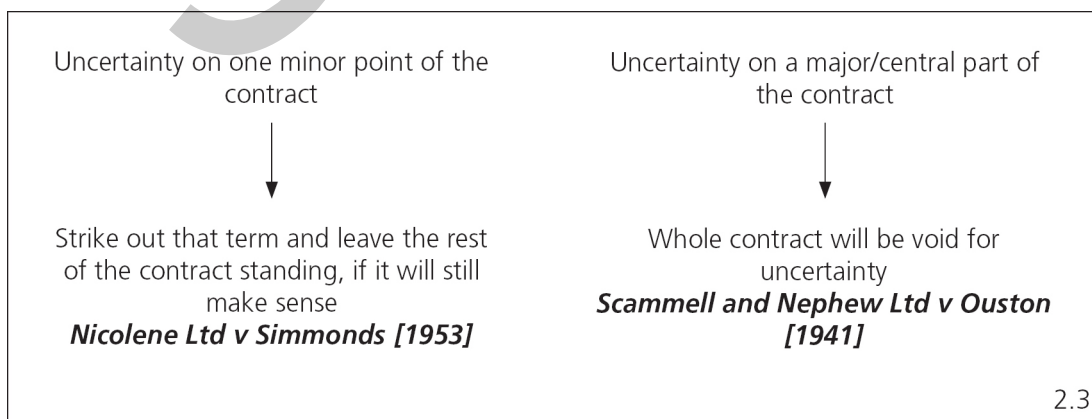 Uncertainty on one minor point of the
contract
Strike out that term and leave the rest
of the contract standing, if it will still
make sense
Nicolene Ltd v Simmonds [1953]
Uncertainty on a major/central part of
the contract
Whole contract will be void for
uncertainty
Scammell and Nephew Ltd v Ouston
[1941]
2.3